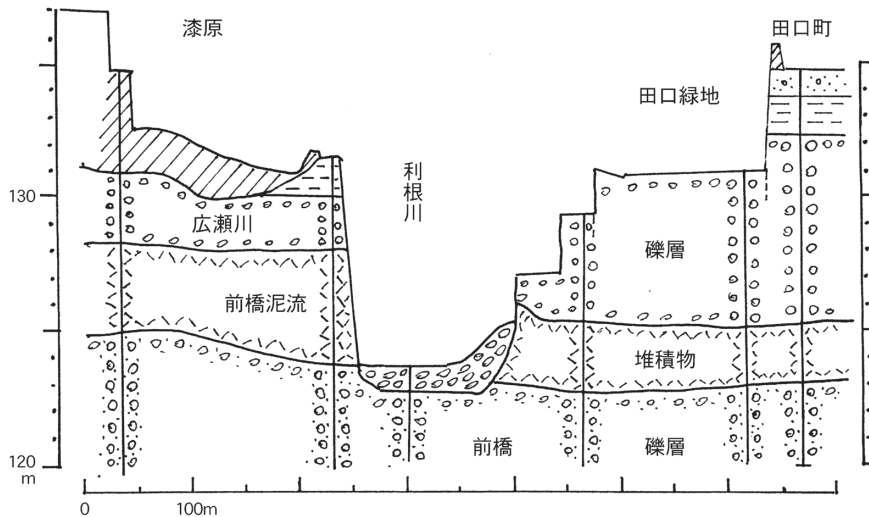 漆原
田口町
田口緑地
利根川
130
広瀬川
礫層
前橋泥流
堆積物
前橋
礫層
120
m
0
100m